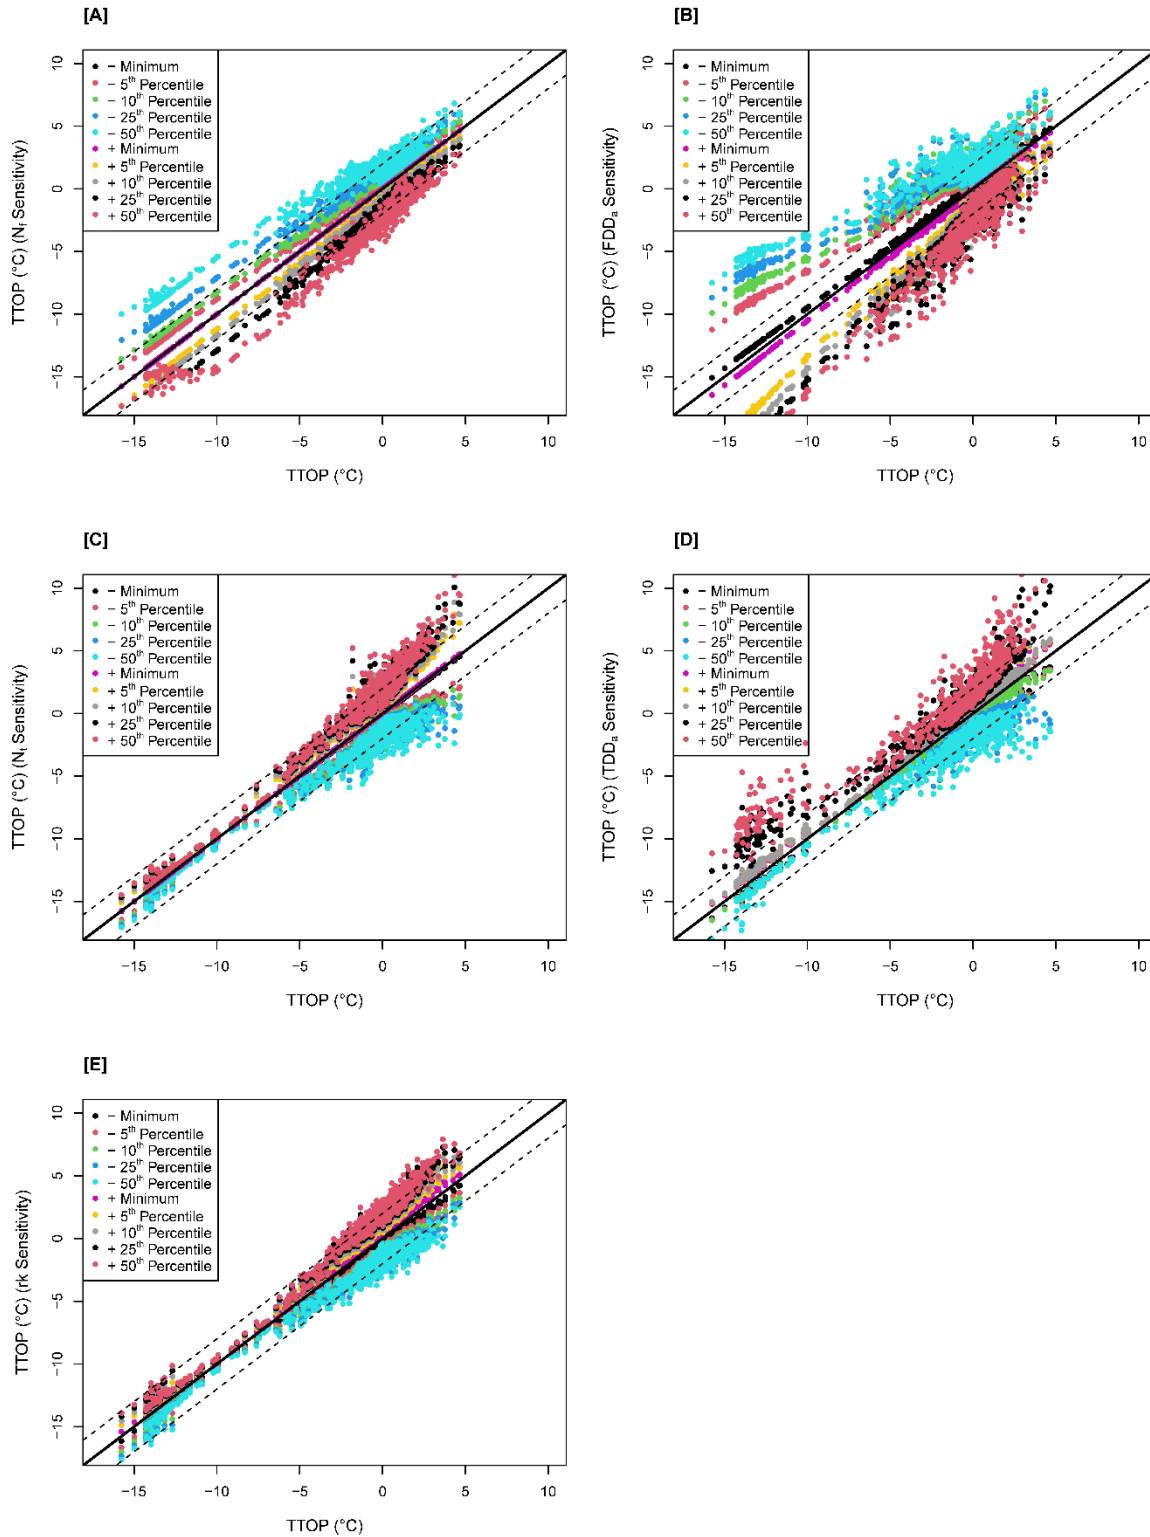 [A]
TTOP (°C) (Nf Sensitivity)
10
5
0
−5
−10
−15
− Minimum
− 5th Percentile
− 10th Percentile
− 25th Percentile
− 50th Percentile
+ Minimum
+ 5th Percentile
+ 10th Percentile
+ 25th Percentile
+ 50th Percentile
−15 −10 −5 0 5 10
TTOP (°C)
[B]
TTOP (°C) (FDDa Sensitivity)
10
5
0
−5
−10
−15
− Minimum
− 5th Percentile
− 10th Percentile
− 25th Percentile
− 50th Percentile
+ Minimum
+ 5th Percentile
+ 10th Percentile
+ 25th Percentile
+ 50th Percentile
−15 −10 −5 0 5 10
TTOP (°C)
[C]
TTOP (°C) (Nt Sensitivity)
10
5
0
−5
−10
−15
− Minimum
− 5th Percentile
− 10th Percentile
− 25th Percentile
− 50th Percentile
+ Minimum
+ 5th Percentile
+ 10th Percentile
+ 25th Percentile
+ 50th Percentile
−15 −10 −5 0 5 10
TTOP (°C)
[D]
TTOP (°C) (TDDa Sensitivity)
10
5
0
−5
−10
−15
− Minimum
− 5th Percentile
− 10th Percentile
− 25th Percentile
− 50th Percentile
+ Minimum
+ 5th Percentile
+ 10th Percentile
+ 25th Percentile
+ 50th Percentile
−15 −10 −5 0 5 10
TTOP (°C)
[E]
TTOP (°C) (rk Sensitivity)
10
5
0
−5
−10
−15
− Minimum
− 5th Percentile
− 10th Percentile
− 25th Percentile
− 50th Percentile
+ Minimum
+ 5th Percentile
+ 10th Percentile
+ 25th Percentile
+ 50th Percentile
−15 −10 −5 0 5 10
TTOP (°C)